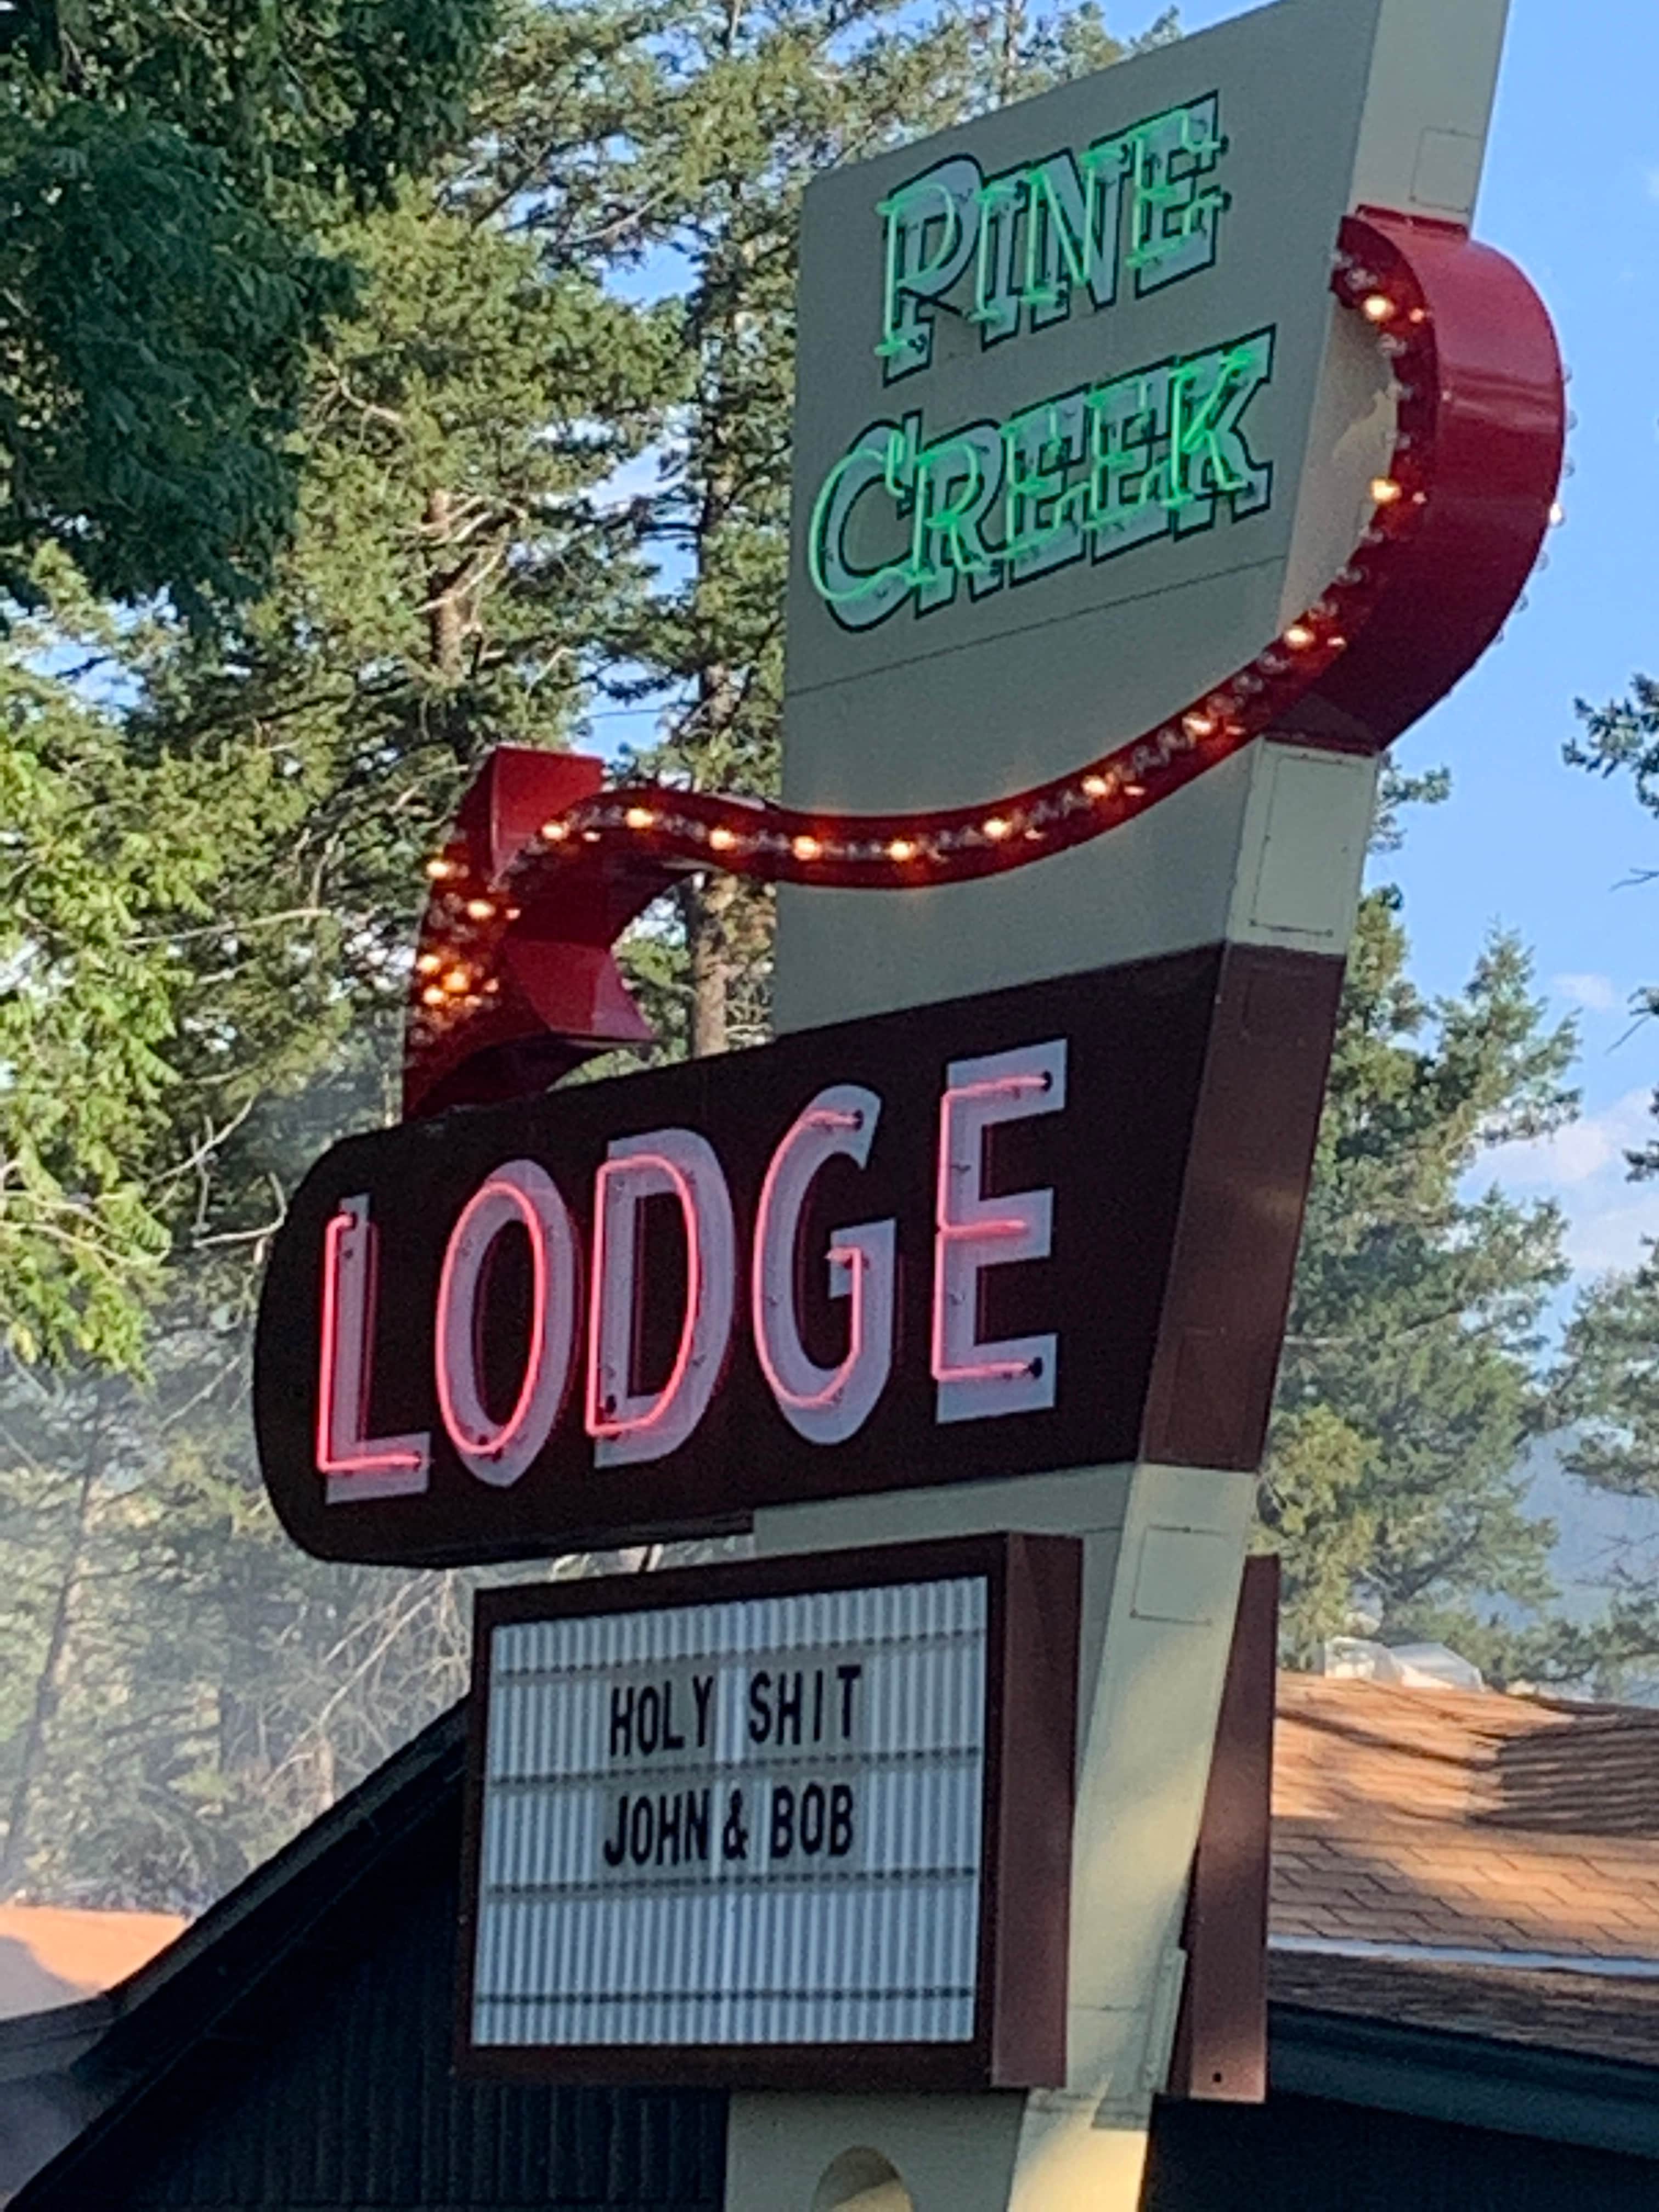 PINE
CREEK
LODGE
HOLY SHIT
JOHN & BOB